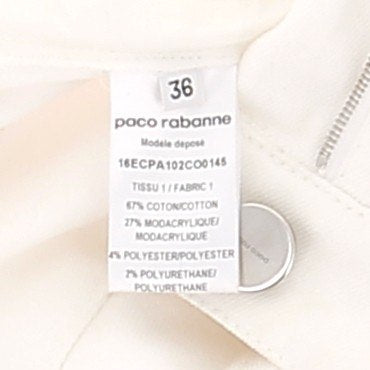 36
paco rabanne
Modele déposé
16ECPA102CO0145
TISSU 1 / FABRIC 1
67% COTON/COTTON
27% MODACRYLIQUE/
MODACRYLIQUE
4% POLYESTER/POLYESTER
2% POLYURETHANE/
POLYURETHANE